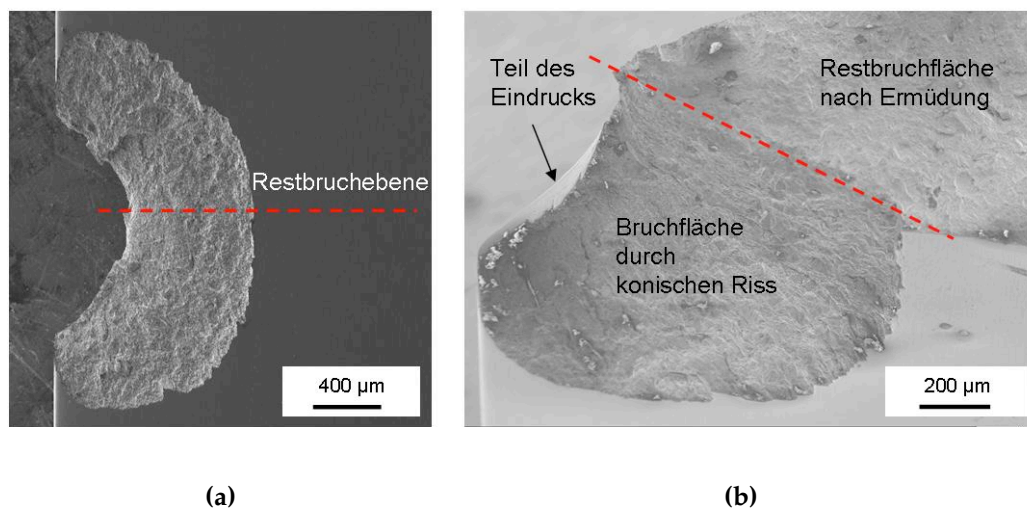 Restbruchebene
400 µm
Teil des
Eindrucks
Restbruchfläche
nach Ermüdung
Bruchfläche
durch
konischen Riss
200 µm
(a)
(b)